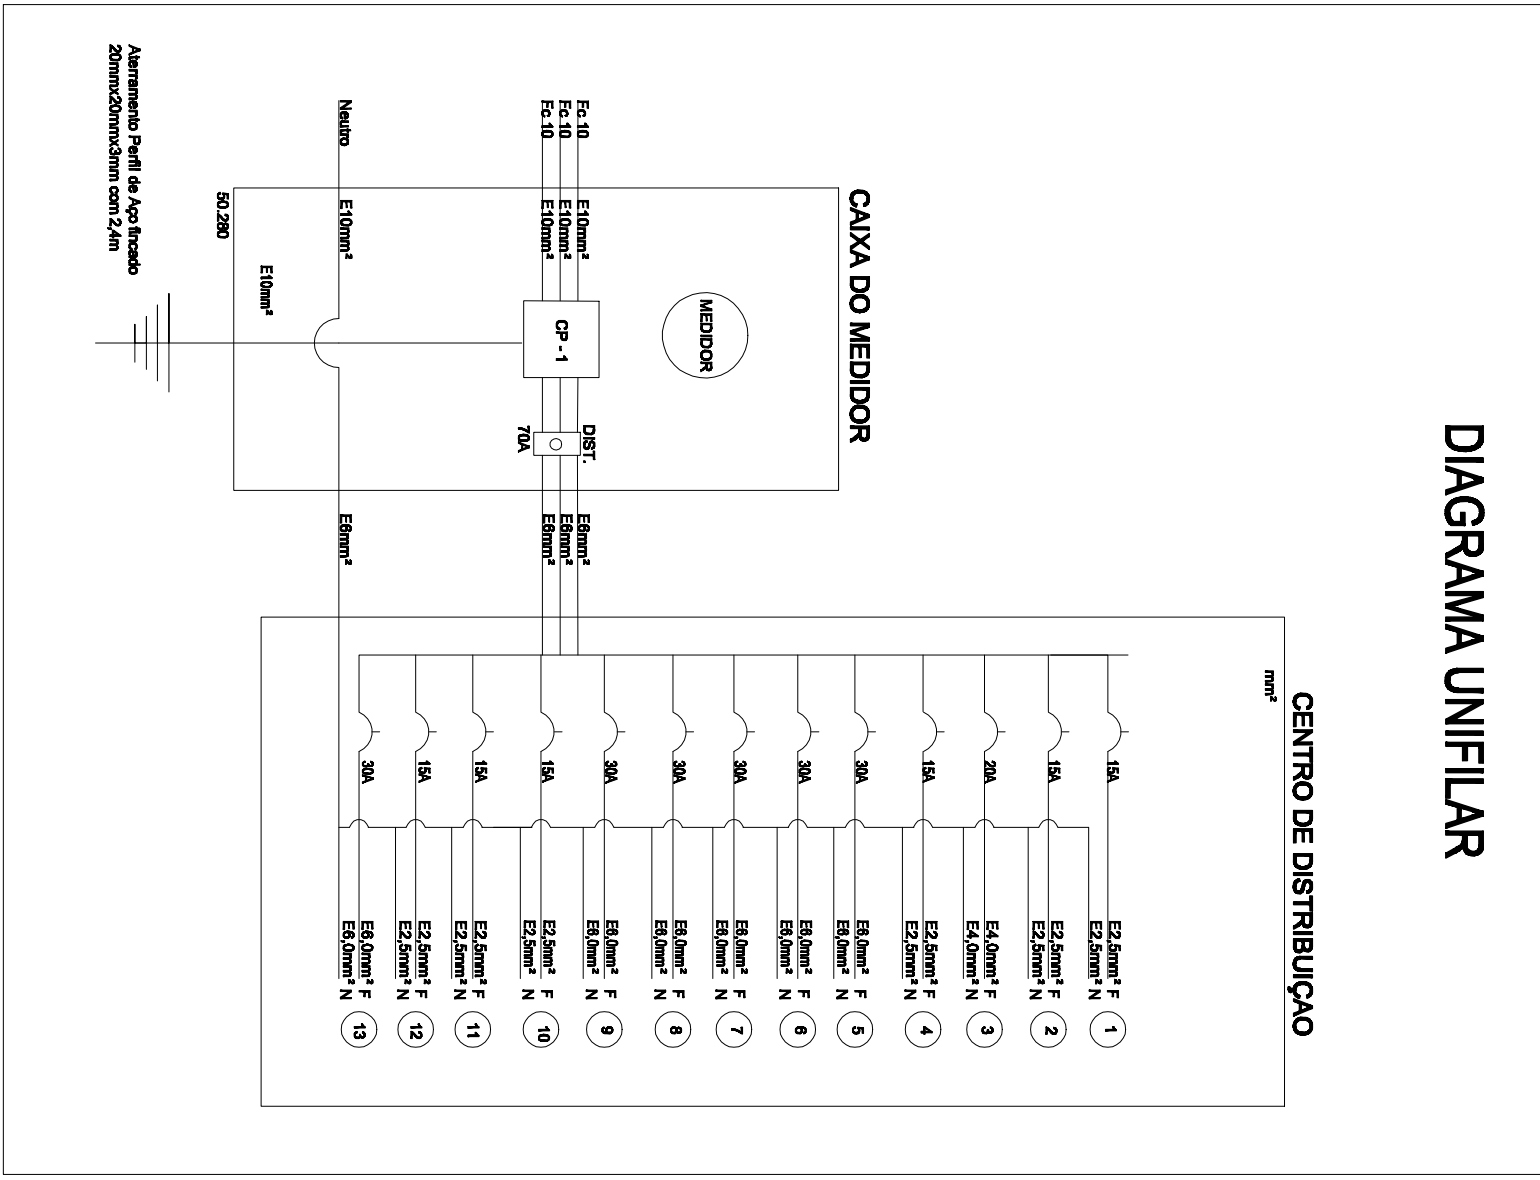 DIAGRAMA UNIFILAR
CAIXA DO MEDIDOR
CENTRO DE DISTRIBUIÇAO
mm²
MEDIDOR
Fc 10
Fc 10
Fc 10
E10mm²
E10mm²
E10mm²
CP - 1
DIST.
70A
E6mm²
E6mm²
E6mm²
Neutro
E10mm²
E6mm²
E10mm²
50.280
Aterramento Perfil de Aço fincado
20mmx20mmx3mm com 2,4m
15A
E2,5mm² F
E2,5mm² N
1
15A
E2,5mm² F
E2,5mm² N
2
20A
E4,0mm² F
E4,0mm² N
3
15A
E2,5mm² F
E2,5mm² N
4
30A
E6,0mm² F
E6,0mm² N
5
30A
E6,0mm² F
E6,0mm² N
6
30A
E6,0mm² F
E6,0mm² N
7
30A
E6,0mm² F
E6,0mm² N
8
30A
E6,0mm² F
E6,0mm² N
9
15A
E2,5mm² F
E2,5mm² N
10
15A
E2,5mm² F
E2,5mm² N
11
15A
E2,5mm² F
E2,5mm² N
12
30A
E6,0mm² F
E6,0mm² N
13